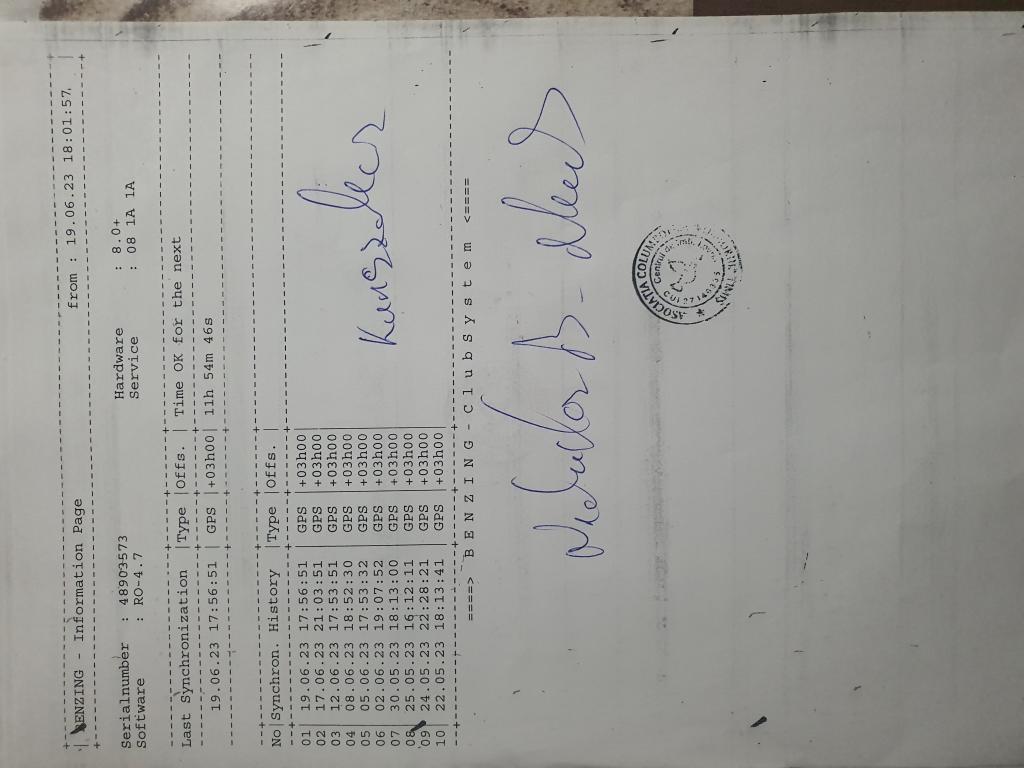 BENZING - Information Page from : 19.06.23 18:01:57
Serialnumber : 48903573 Hardware : 8.0+
Software : RO-4.7 Service : 08 1A 1A
Last Synchronization |Type |Offs. | Time OK for the next
19.06.23 17:56:51| GPS |+03h00| 11h 54m 46s
No|Synchron. History |Type |Offs. |
01| 19.06.23 17:56:51| GPS |+03h00|
02| 17.06.23 21:03:51| GPS |+03h00|
03| 12.06.23 17:53:51| GPS |+03h00|
04| 08.06.23 18:52:30| GPS |+03h00|
05| 05.06.23 17:53:32| GPS |+03h00|
06| 02.06.23 19:07:52| GPS |+03h00|
07| 30.05.23 18:13:00| GPS |+03h00|
08| 25.05.23 16:12:11| GPS |+03h00|
09| 24.05.23 22:28:21| GPS |+03h00|
10| 22.05.23 18:13:41| GPS |+03h00|
====> B E N Z I N G - C l u b S y s t e m <====
ASOCIATIA TIMIS